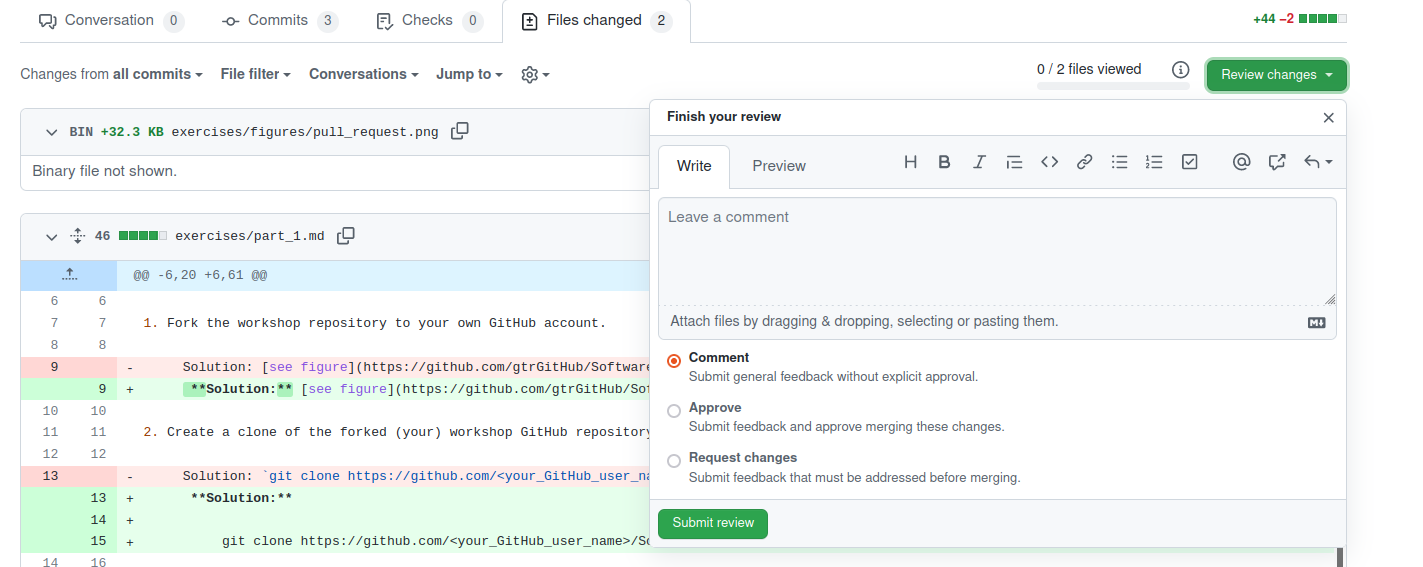 Conversation 0 Commits 3 Checks 0 Files changed 2 +44 −2
Changes from all commits File filter Conversations Jump to 0 / 2 files viewed Review changes
Finish your review
BIN +32.3 KB exercises/figures/pull_request.png
Write Preview
Binary file not shown.
Leave a comment
46 exercises/part_1.md
@@ -6,20 +6,61 @@
6 6
7 7 1. Fork the workshop repository to your own GitHub account.
Attach files by dragging & dropping, selecting or pasting them.
8 8
9 - Solution: [see figure](https://github.com/gtrGitHub/Software
Comment
Submit general feedback without explicit approval.
9 + **Solution:** [see figure](https://github.com/gtrGitHub/Sof
10 10
Approve
Submit feedback and approve merging these changes.
11 11 2. Create a clone of the forked (your) workshop GitHub repository
12 12
Request changes
Submit feedback that must be addressed before merging.
13 - Solution: `git clone https://github.com/<your_GitHub_user_na
13 + **Solution:**
14 +
Submit review
15 + git clone https://github.com/<your_GitHub_user_name>/So
14 16